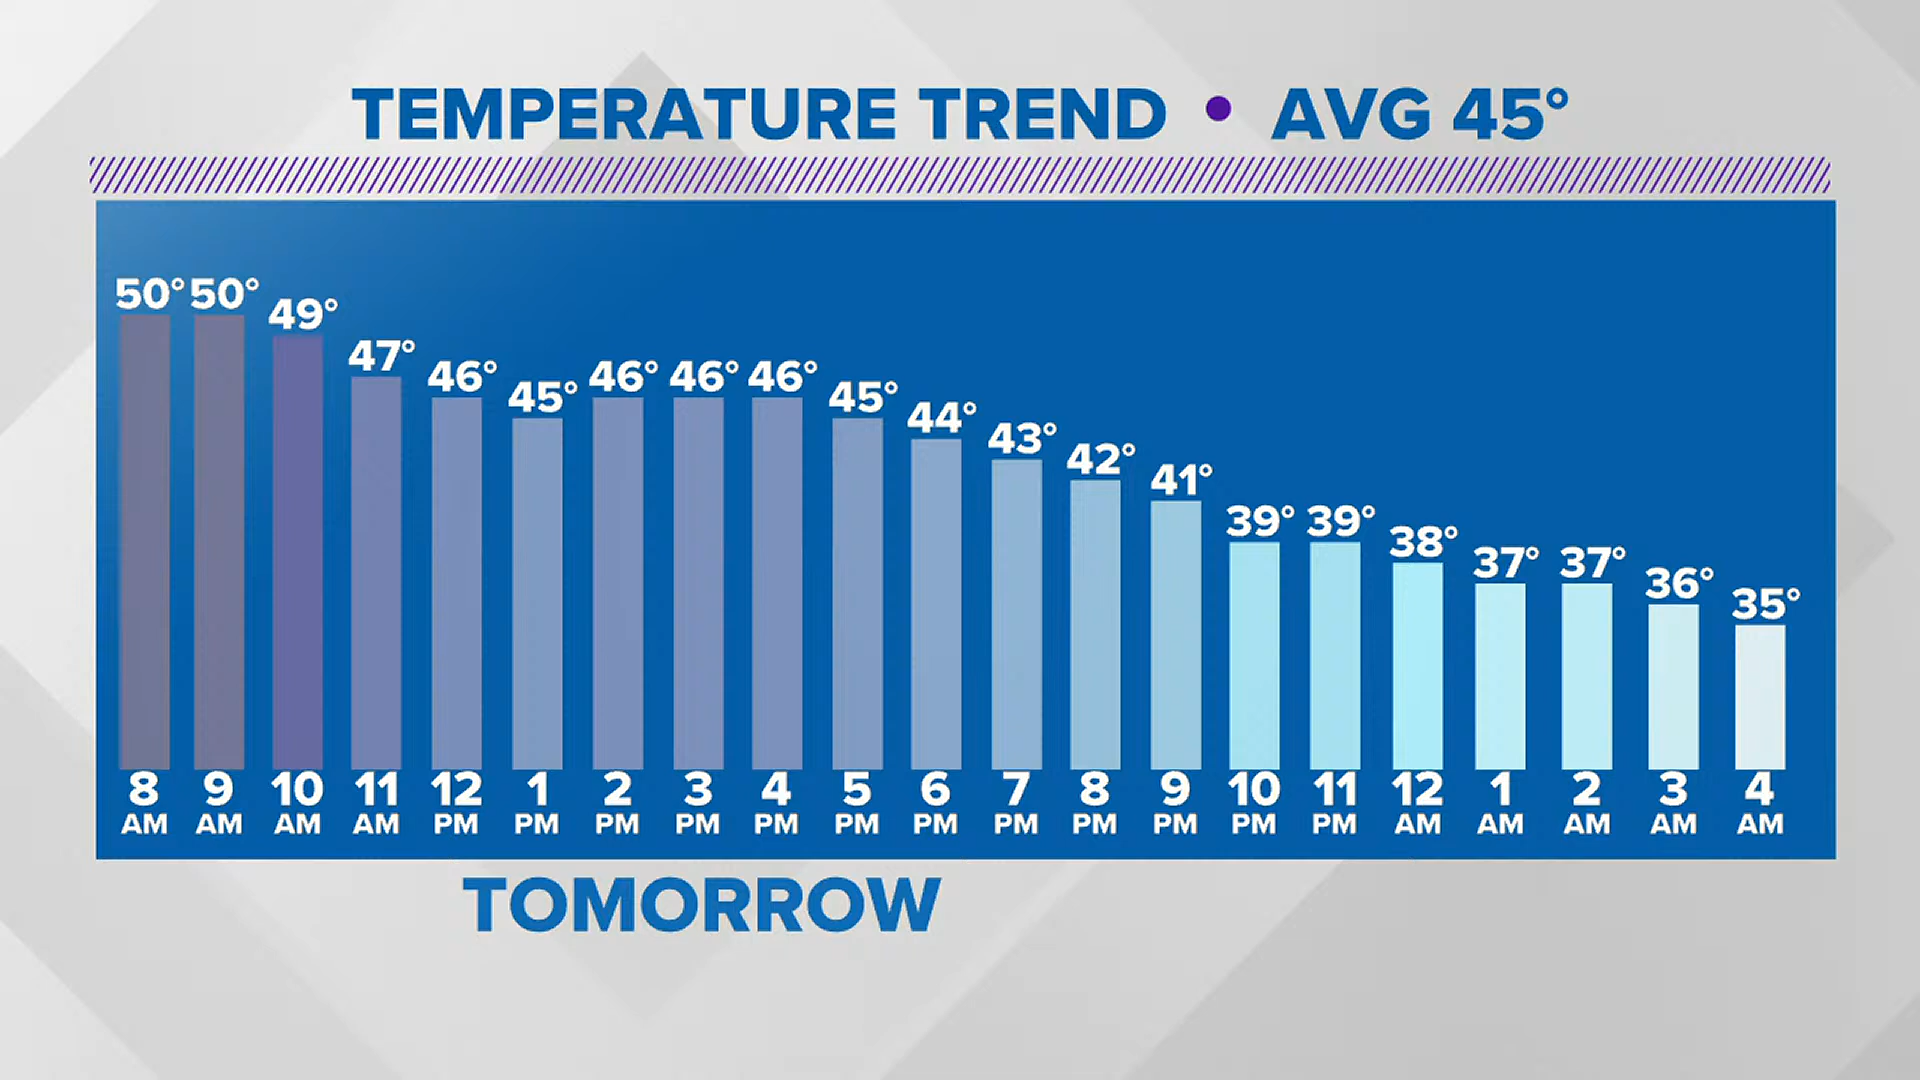 TEMPERATURE TREND • AVG 45°
50° 50° 49° 47° 46° 45° 46° 46° 46° 45° 44° 43° 42° 41° 39° 39° 38° 37° 37° 36° 35°
8 9 10 11 12 1 2 3 4 5 6 7 8 9 10 11 12 1 2 3 4
AM AM AM AM PM PM PM PM PM PM PM PM PM PM PM PM AM AM AM AM AM
TOMORROW